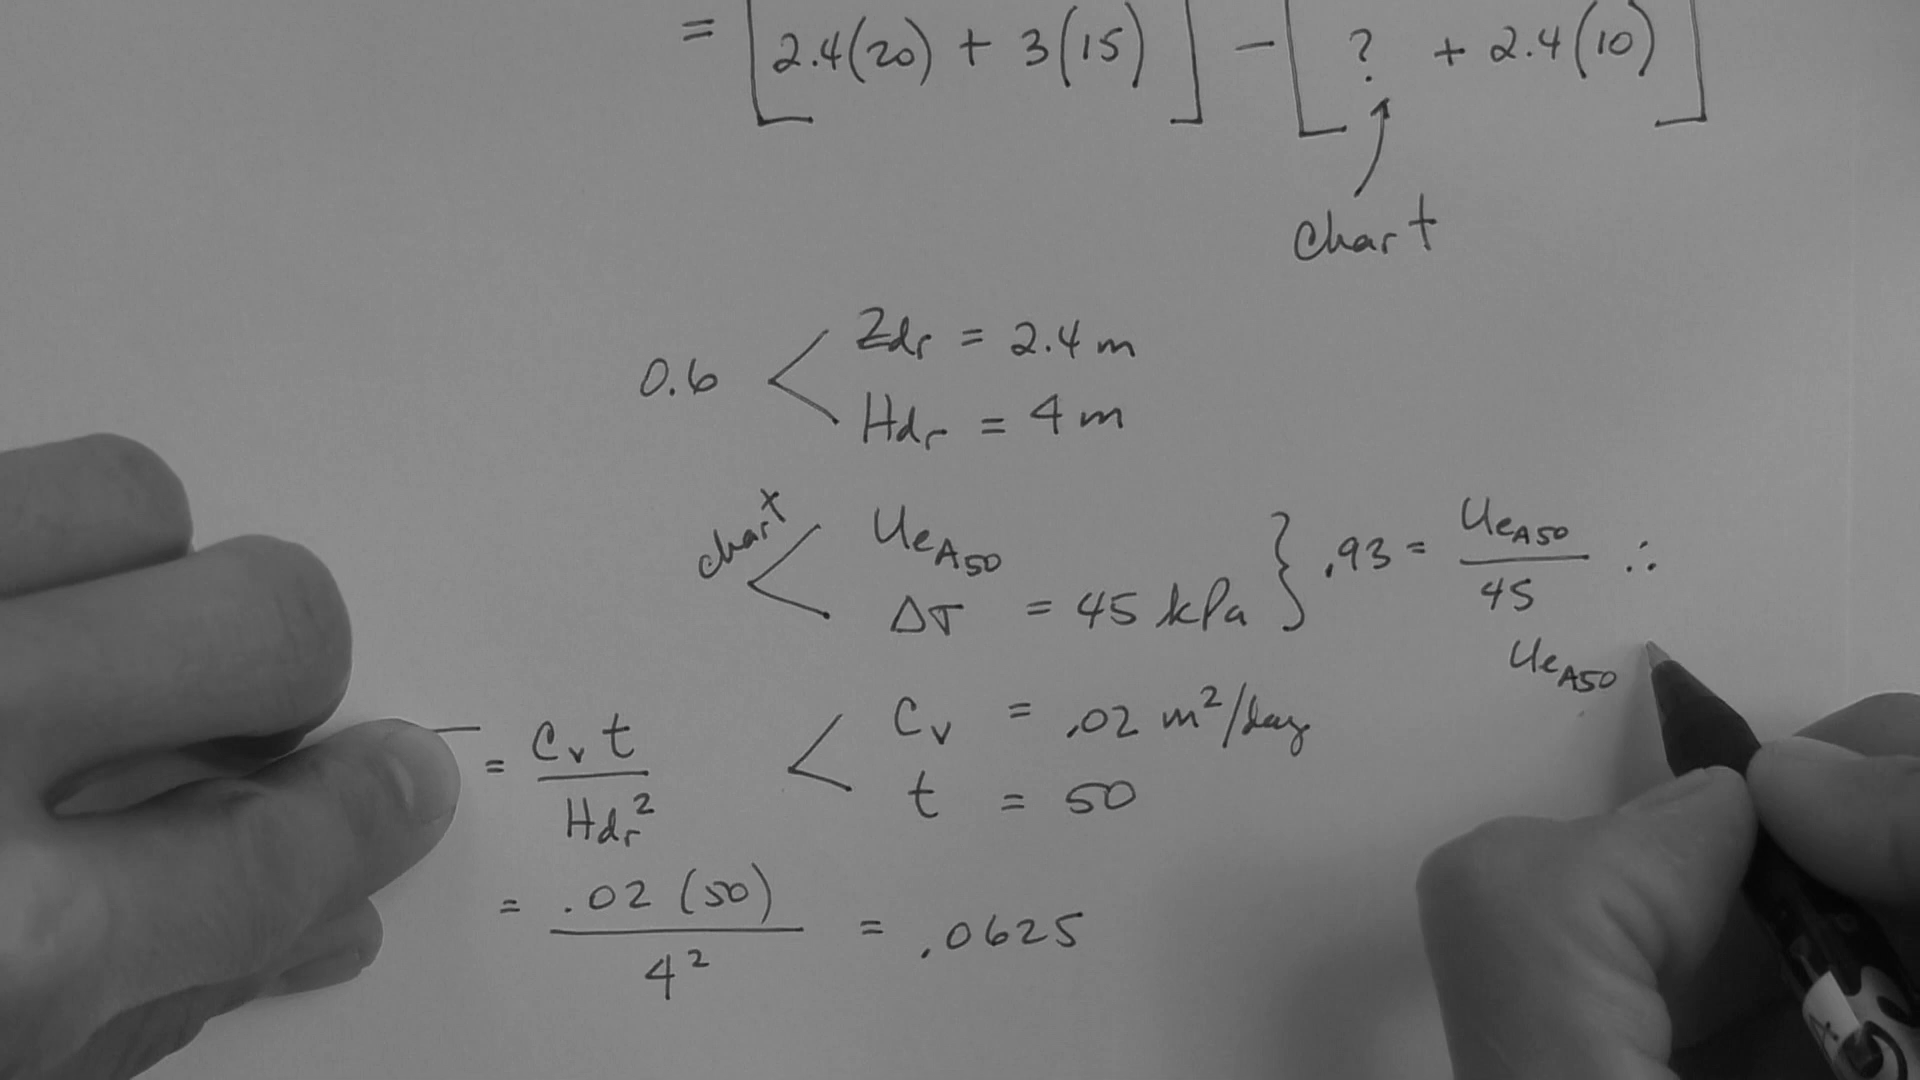 = [2.4(20) + 3(15)] - [? + 2.4(10)]
chart
0.6 < Zdr = 2.4 m
Hdr = 4 m
chart < UeA50
Δσ = 45 kPa } .93 = UeA50 / 45 ∴
UeA50
= Cv t / Hdr² < Cv = .02 m²/day
t = 50
= .02 (50) / 4² = .0625